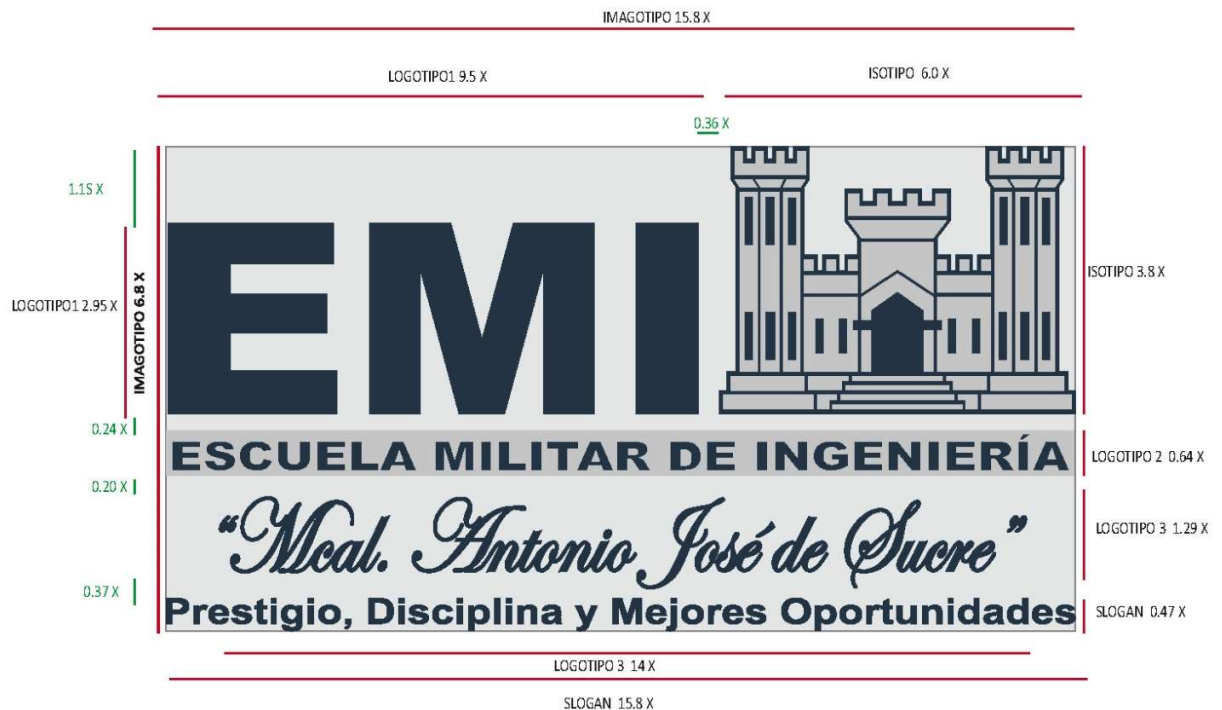 IMAGOTIPO 15.8 X
LOGOTIPO1 9.5 X
ISOTIPO 6.0 X
0.36 X
1.15 X
LOGOTIPO1 2.95 X
IMAGOTIPO 6.8 X
EMI
ISOTIPO 3.8 X
0.24 X
ESCUELA MILITAR DE INGENIERÍA
LOGOTIPO 2 0.64 X
0.20 X
“Mcal. Antonio José de Sucre”
LOGOTIPO 3 1.29 X
0.37 X
Prestigio, Disciplina y Mejores Oportunidades
SLOGAN 0.47 X
LOGOTIPO 3 14 X
SLOGAN 15.8 X